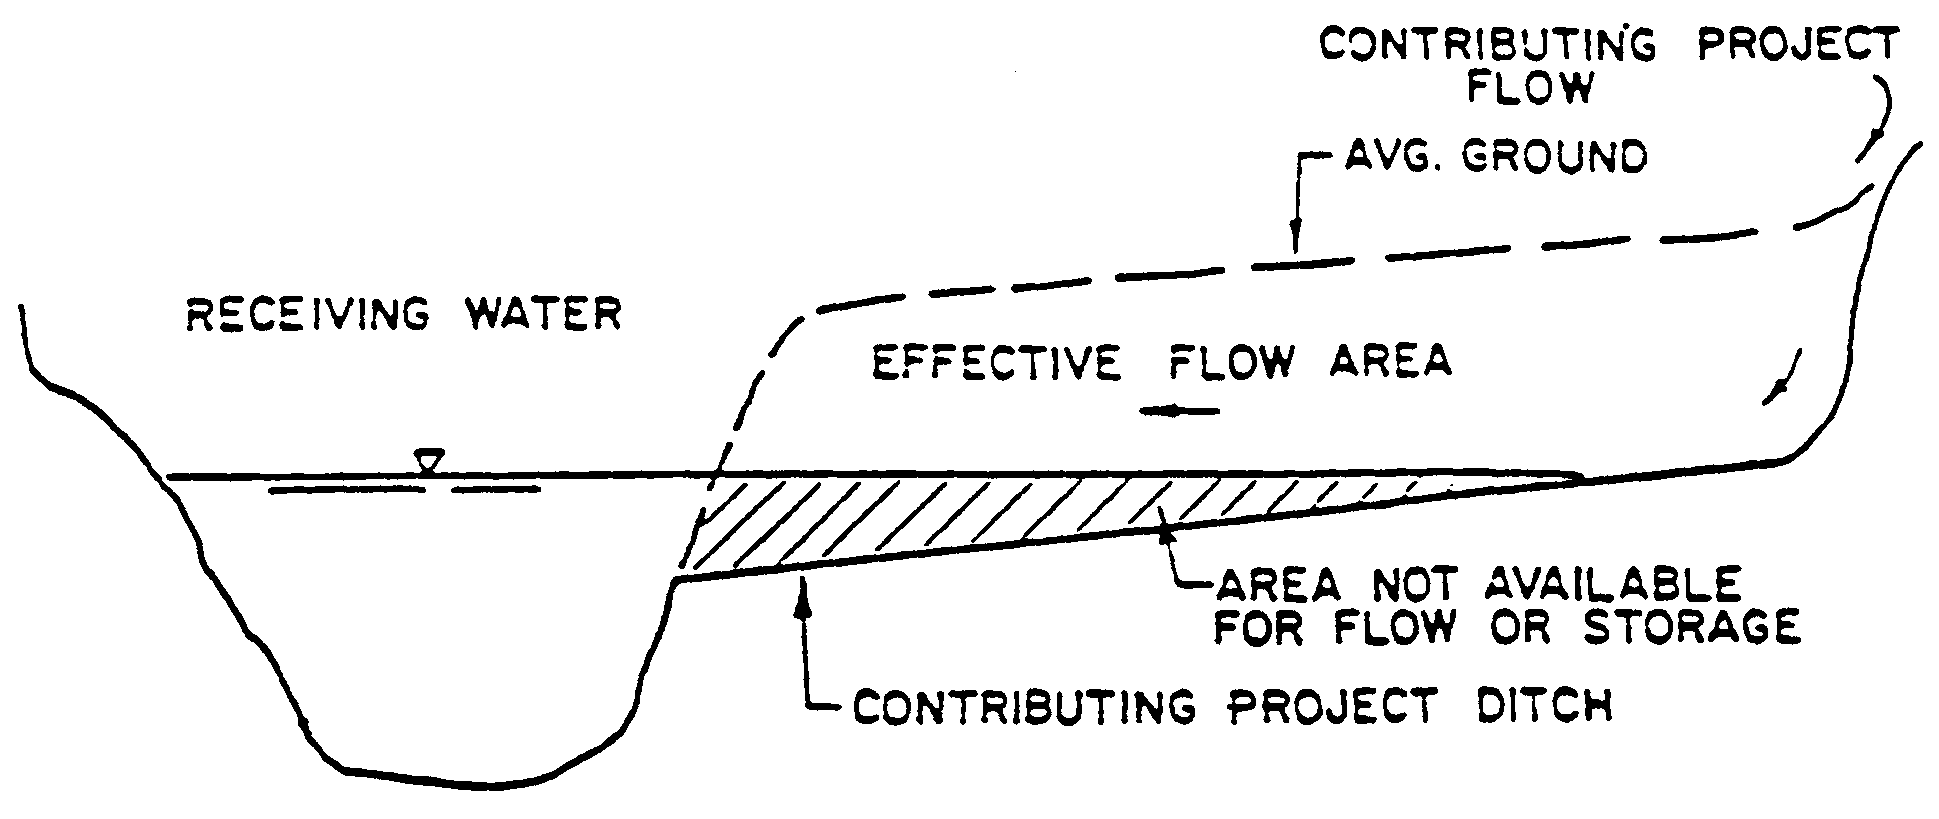 CONTRIBUTING PROJECT
FLOW
AVG. GROUND
RECEIVING WATER
EFFECTIVE FLOW AREA
AREA NOT AVAILABLE
FOR FLOW OR STORAGE
CONTRIBUTING PROJECT DITCH